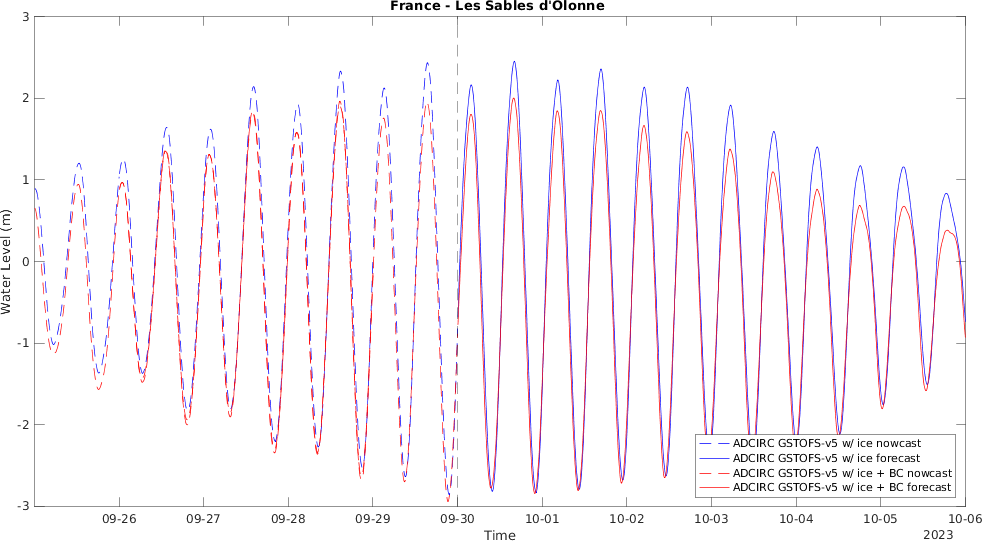 France - Les Sables d'Olonne
3
2
1
0
-1
-2
-3
Water Level (m)
09-26 09-27 09-28 09-29 09-30 10-01 10-02 10-03 10-04 10-05 10-06
Time
2023
ADCIRC GSTOFS-v5 w/ ice nowcast
ADCIRC GSTOFS-v5 w/ ice forecast
ADCIRC GSTOFS-v5 w/ ice + BC nowcast
ADCIRC GSTOFS-v5 w/ ice + BC forecast